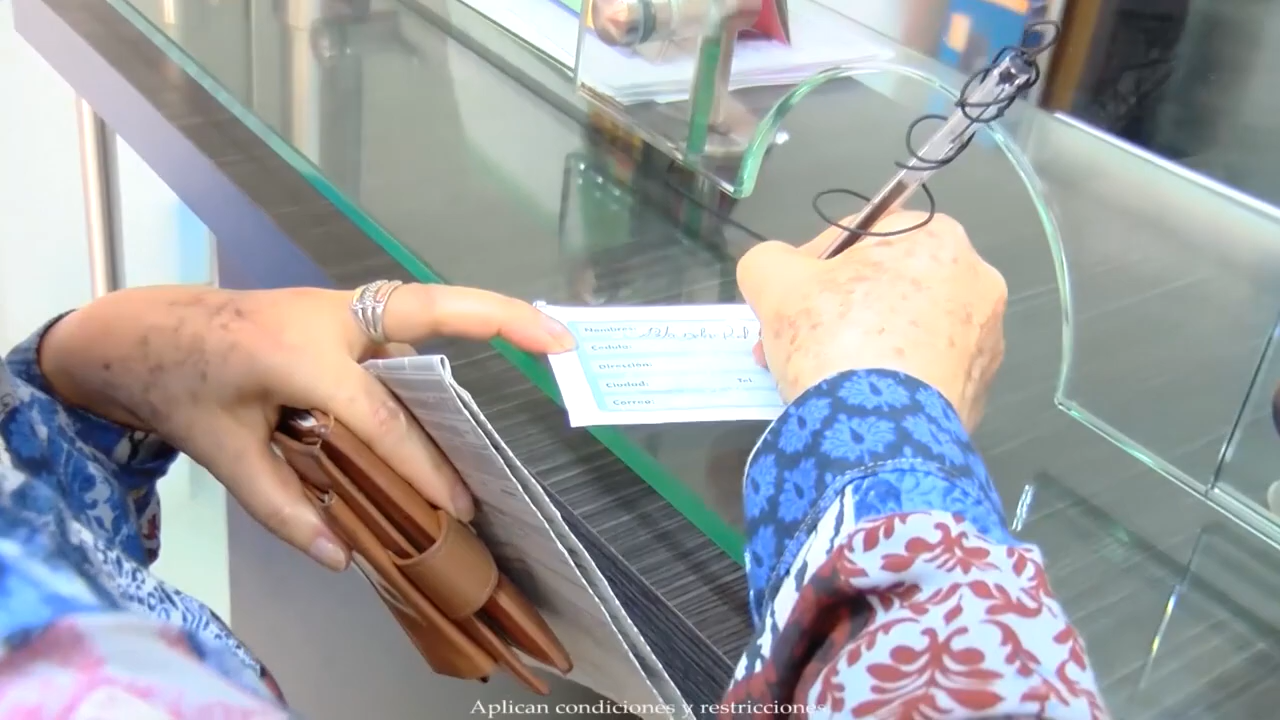 Nombre:
Cedula:
Dirección:
Ciudad: Tel
Correo:
Aplican condiciones y restricciones